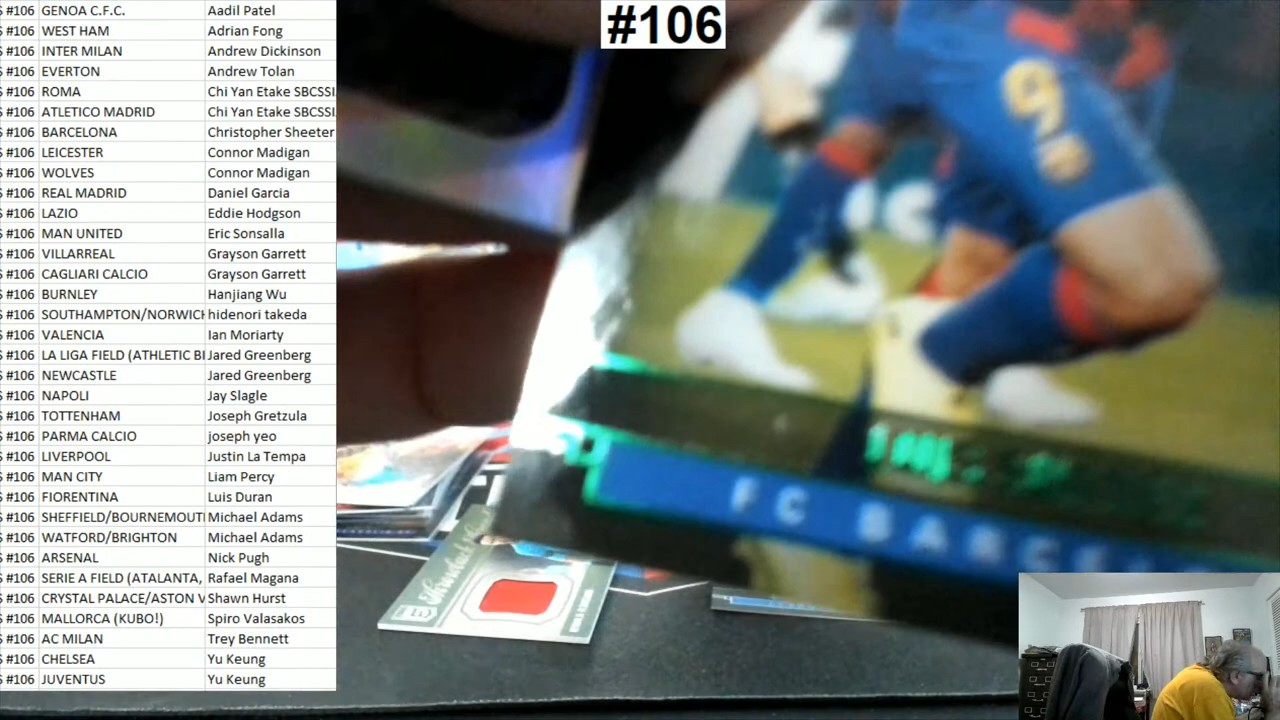 #106
$ #106 GENOA C.F.C. Aadil Patel
$ #106 WEST HAM Adrian Fong
$ #106 INTER MILAN Andrew Dickinson
$ #106 EVERTON Andrew Tolan
$ #106 ROMA Chi Yan Etake SBCSSI
$ #106 ATLETICO MADRID Chi Yan Etake SBCSSI
$ #106 BARCELONA Christopher Sheeter
$ #106 LEICESTER Connor Madigan
$ #106 WOLVES Connor Madigan
$ #106 REAL MADRID Daniel Garcia
$ #106 LAZIO Eddie Hodgson
$ #106 MAN UNITED Eric Sonsalla
$ #106 VILLARREAL Grayson Garrett
$ #106 CAGLIARI CALCIO Grayson Garrett
$ #106 BURNLEY Hanjiang Wu
$ #106 SOUTHAMPTON/NORWICH hidenori takeda
$ #106 VALENCIA Ian Moriarty
$ #106 LA LIGA FIELD (ATHLETIC BI Jared Greenberg
$ #106 NEWCASTLE Jared Greenberg
$ #106 NAPOLI Jay Slagle
$ #106 TOTTENHAM Joseph Gretzula
$ #106 PARMA CALCIO joseph yeo
$ #106 LIVERPOOL Justin La Tempa
$ #106 MAN CITY Liam Percy
$ #106 FIORENTINA Luis Duran
$ #106 SHEFFIELD/BOURNEMOUT Michael Adams
$ #106 WATFORD/BRIGHTON Michael Adams
$ #106 ARSENAL Nick Pugh
$ #106 SERIE A FIELD (ATALANTA, Rafael Magana
$ #106 CRYSTAL PALACE/ASTON V Shawn Hurst
$ #106 MALLORCA (KUBO!) Spiro Valasakos
$ #106 AC MILAN Trey Bennett
$ #106 CHELSEA Yu Keung
$ #106 JUVENTUS Yu Keung
9
FC BARCE